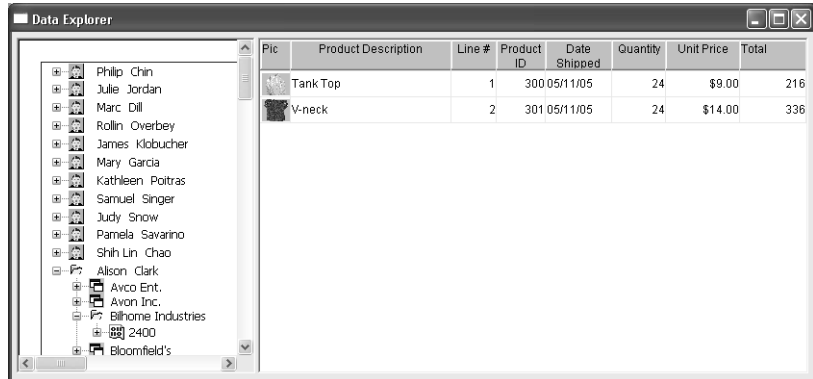 Data Explorer
Philip Chin
Julie Jordan
Marc Dill
Rollin Overbey
James Klobucher
Mary Garcia
Kathleen Poitras
Samuel Singer
Judy Snow
Pamela Savarino
Shih Lin Chao
Alison Clark
Avco Ent.
Avon Inc.
Bilhome Industries
2400
Bloomfield's
Pic Product Description Line # Product ID Date Shipped Quantity Unit Price Total
Tank Top 1 300 05/11/05 24 $9.00 216
V-neck 2 301 05/11/05 24 $14.00 336